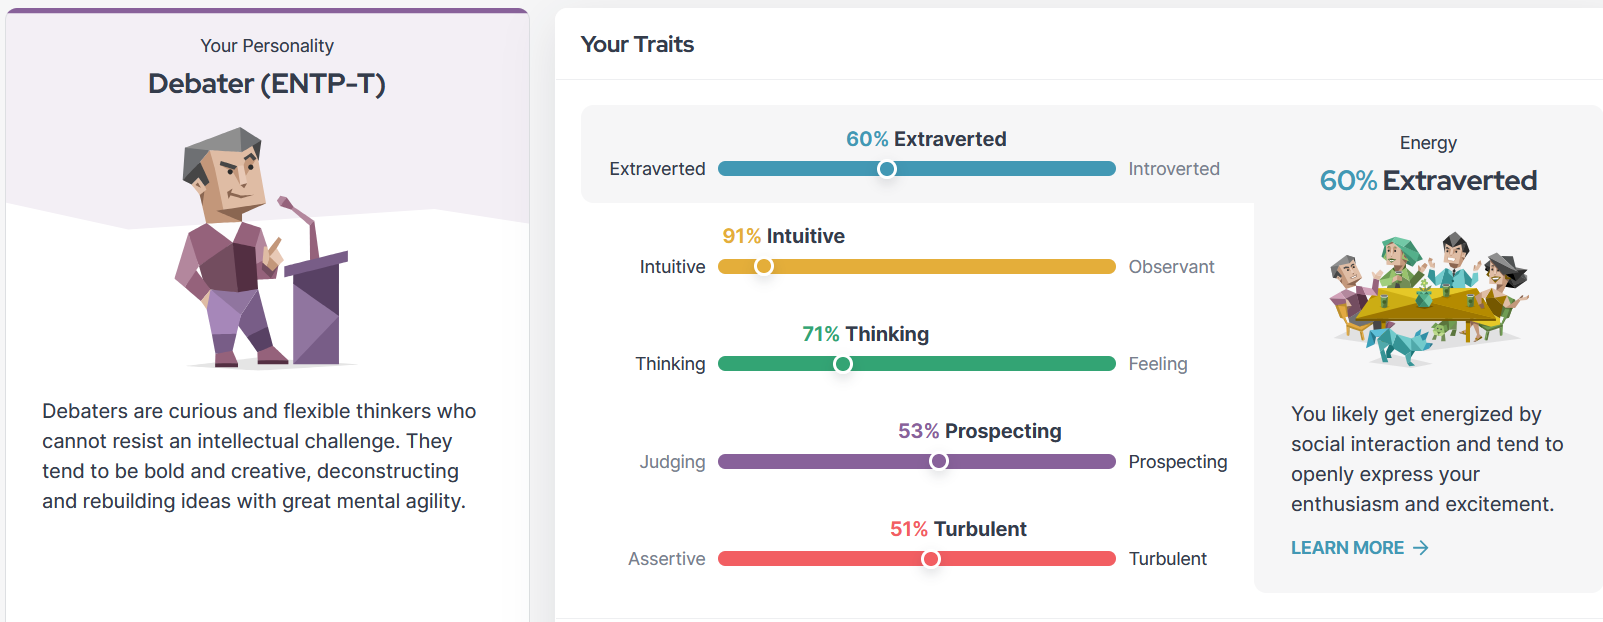 Your Personality
Debater (ENTP-T)
Debaters are curious and flexible thinkers who
cannot resist an intellectual challenge. They
tend to be bold and creative, deconstructing
and rebuilding ideas with great mental agility.
Your Traits
60% Extraverted
Extraverted Introverted
91% Intuitive
Intuitive Observant
71% Thinking
Thinking Feeling
53% Prospecting
Judging Prospecting
51% Turbulent
Assertive Turbulent
Energy
60% Extraverted
You likely get energized by
social interaction and tend to
openly express your
enthusiasm and excitement.
LEARN MORE →